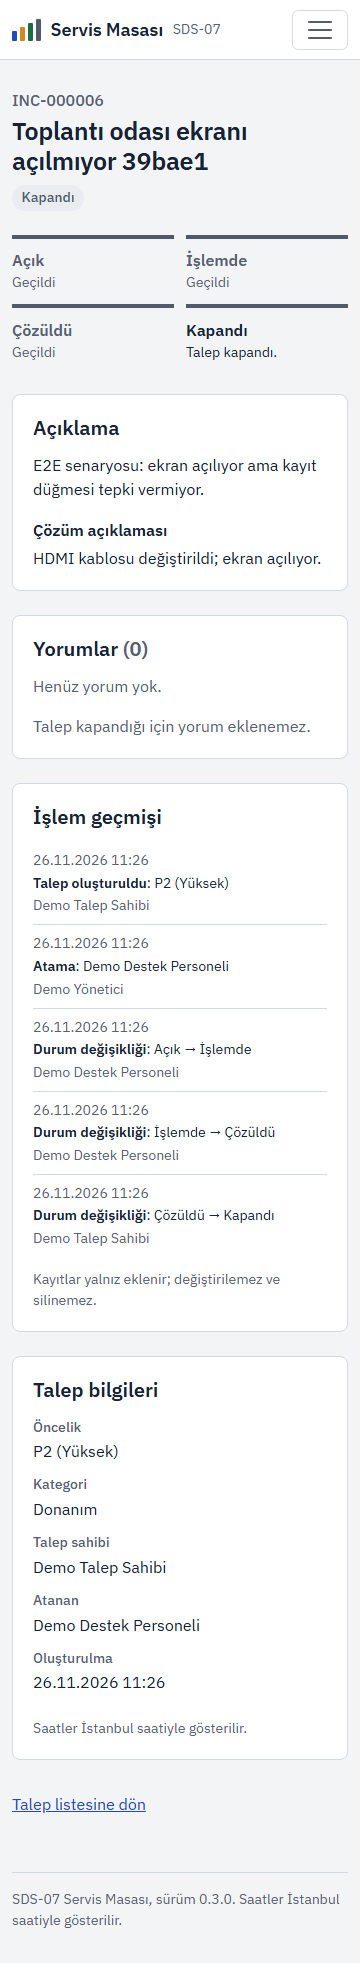 Servis Masası SDS-07
INC-000006
Toplantı odası ekranı
açılmıyor 39bae1
Kapandı
Açık
Geçildi
İşlemde
Geçildi
Çözüldü
Geçildi
Kapandı
Talep kapandı.
Açıklama
E2E senaryosu: ekran açılıyor ama kayıt
düğmesi tepki vermiyor.
Çözüm açıklaması
HDMI kablosu değiştirildi; ekran açılıyor.
Yorumlar (0)
Henüz yorum yok.
Talep kapandığı için yorum eklenemez.
İşlem geçmişi
26.11.2026 11:26
Talep oluşturuldu: P2 (Yüksek)
Demo Talep Sahibi
26.11.2026 11:26
Atama: Demo Destek Personeli
Demo Yönetici
26.11.2026 11:26
Durum değişikliği: Açık → İşlemde
Demo Destek Personeli
26.11.2026 11:26
Durum değişikliği: İşlemde → Çözüldü
Demo Destek Personeli
26.11.2026 11:26
Durum değişikliği: Çözüldü → Kapandı
Demo Talep Sahibi
Kayıtlar yalnız eklenir; değiştirilemez ve
silinemez.
Talep bilgileri
Öncelik
P2 (Yüksek)
Kategori
Donanım
Talep sahibi
Demo Talep Sahibi
Atanan
Demo Destek Personeli
Oluşturulma
26.11.2026 11:26
Saatler İstanbul saatiyle gösterilir.
Talep listesine dön
SDS-07 Servis Masası, sürüm 0.3.0. Saatler İstanbul
saatiyle gösterilir.